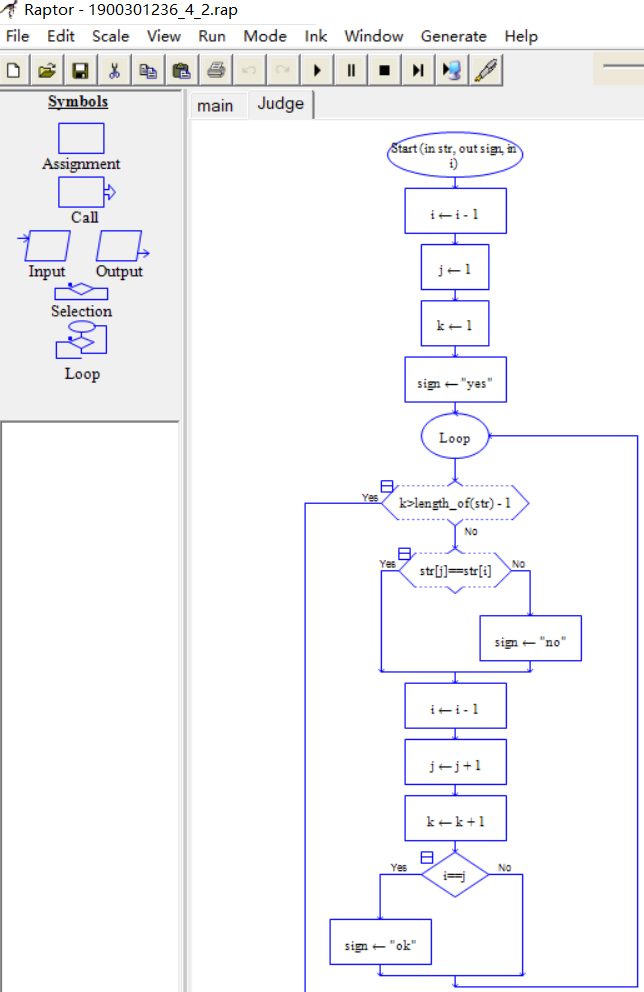 Raptor - 1900301236_4_2.rap
File Edit Scale View Run Mode Ink Window Generate Help
Symbols
Assignment
Call
Input Output
Selection
Loop
main Judge
Start (in str, out sign, in
i)
i ← i - 1
j ← 1
k ← 1
sign ← "yes"
Loop
Yes k>length_of(str) - 1
No
Yes str[j]==str[i] No
sign ← "no"
i ← i - 1
j ← j + 1
k ← k + 1
Yes i==j No
sign ← "ok"